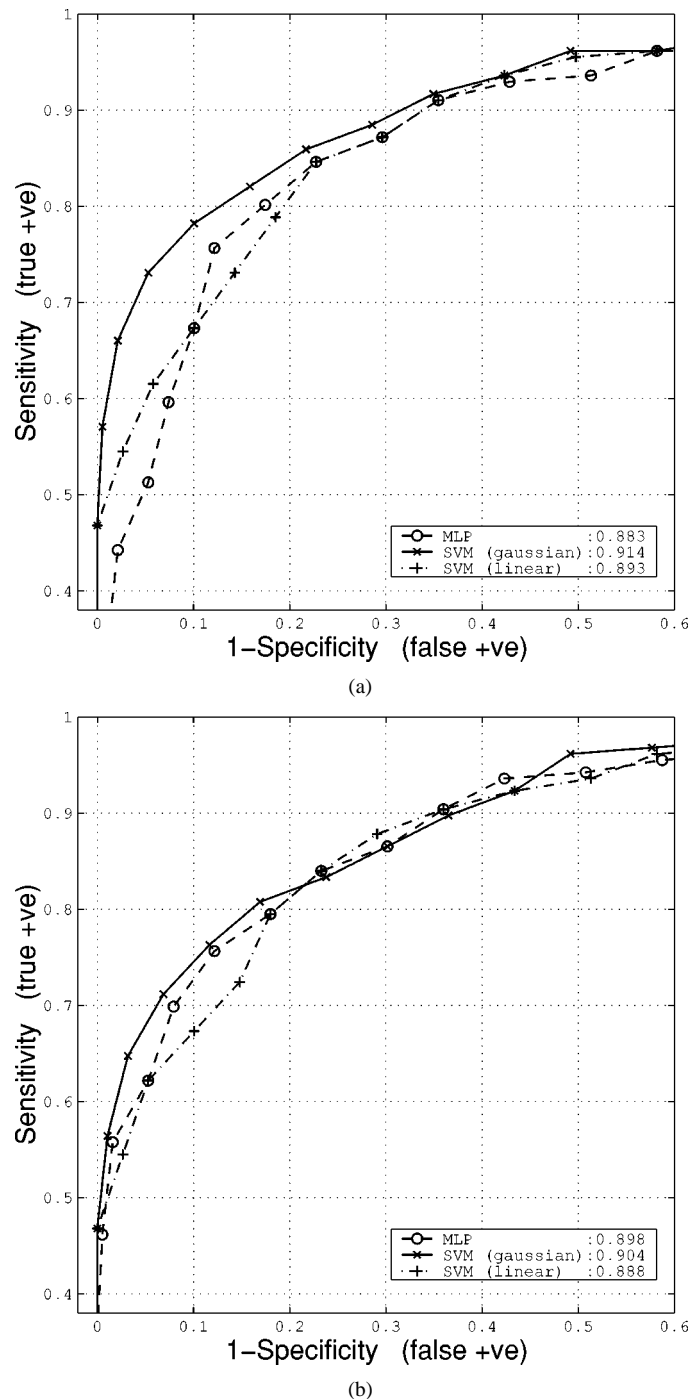 1
0.9
0.8
0.7
0.6
0.5
0.4
Sensitivity (true +ve)
MLP :0.883
SVM (gaussian):0.914
SVM (linear) :0.893
0 0.1 0.2 0.3 0.4 0.5 0.6
1-Specificity (false +ve)
(a)
1
0.9
0.8
0.7
0.6
0.5
0.4
Sensitivity (true +ve)
MLP :0.898
SVM (gaussian):0.904
SVM (linear) :0.888
0 0.1 0.2 0.3 0.4 0.5 0.6
1-Specificity (false +ve)
(b)